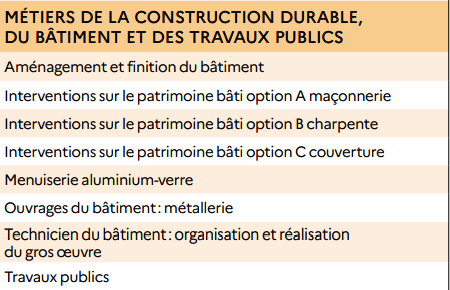 MÉTIERS DE LA CONSTRUCTION DURABLE,
DU BÂTIMENT ET DES TRAVAUX PUBLICS
Aménagement et finition du bâtiment
Interventions sur le patrimoine bâti option A maçonnerie
Interventions sur le patrimoine bâti option B charpente
Interventions sur le patrimoine bâti option C couverture
Menuiserie aluminium-verre
Ouvrages du bâtiment : métallerie
Technicien du bâtiment : organisation et réalisation
du gros œuvre
Travaux publics